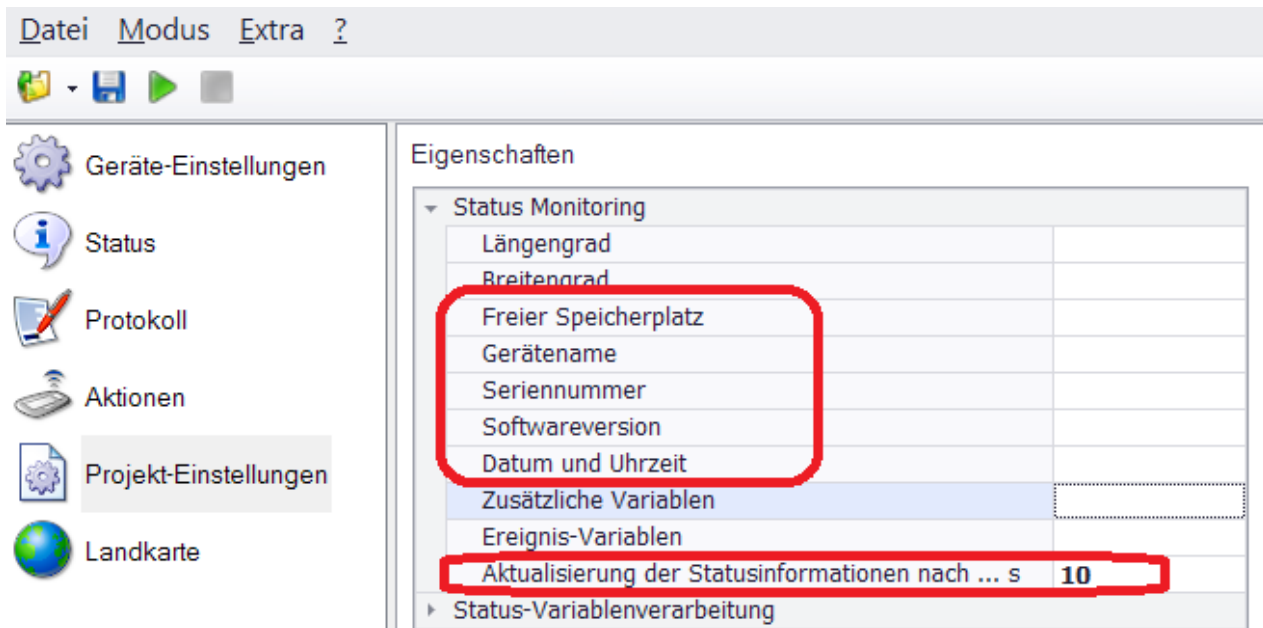 Datei Modus Extra ?
Geräte-Einstellungen
Status
Protokoll
Aktionen
Projekt-Einstellungen
Landkarte
Eigenschaften
Status Monitoring
Längengrad
Breitengrad
Freier Speicherplatz
Gerätename
Seriennummer
Softwareversion
Datum und Uhrzeit
Zusätzliche Variablen
Ereignis-Variablen
Aktualisierung der Statusinformationen nach ... s 10
Status-Variablenverarbeitung